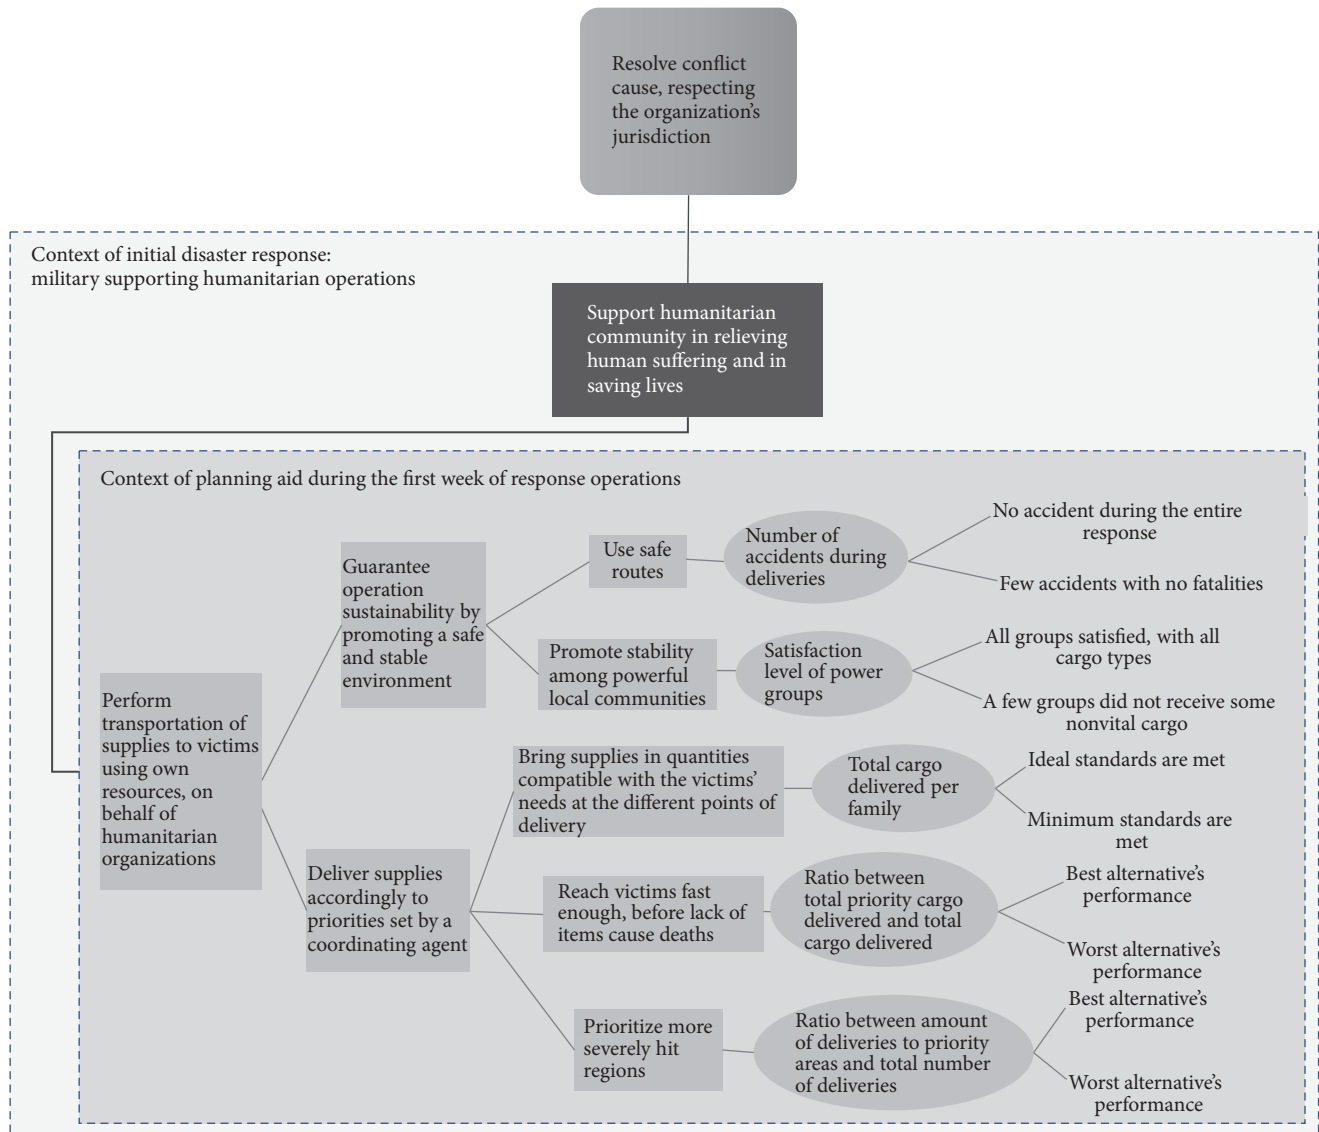 Resolve conflict
cause, respecting
the organization's
jurisdiction
Context of initial disaster response:
military supporting humanitarian operations
Support humanitarian
community in relieving
human suffering and in
saving lives
Context of planning aid during the first week of response operations
Perform
transportation of
supplies to victims
using own
resources, on
behalf of
humanitarian
organizations
Guarantee
operation
sustainability by
promoting a safe
and stable
environment
Use safe
routes
Number of
accidents during
deliveries
No accident during the entire
response
Few accidents with no fatalities
Promote stability
among powerful
local communities
Satisfaction
level of power
groups
All groups satisfied, with all
cargo types
A few groups did not receive some
nonvital cargo
Deliver supplies
accordingly to
priorities set by a
coordinating agent
Bring supplies in quantities
compatible with the victims'
needs at the different points of
delivery
Total cargo
delivered per
family
Ideal standards are met
Minimum standards are
met
Reach victims fast
enough, before lack of
items cause deaths
Ratio between
total priority cargo
delivered and total
cargo delivered
Best alternative's
performance
Worst alternative's
performance
Prioritize more
severely hit
regions
Ratio between amount
of deliveries to priority
areas and total number
of deliveries
Best alternative's
performance
Worst alternative's
performance